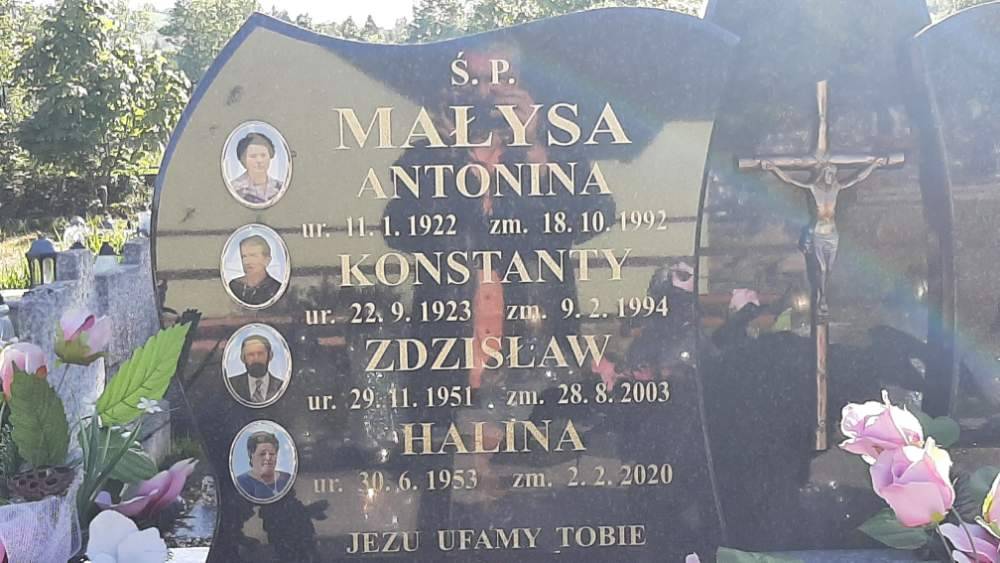 Ś. P.
MAŁYSA
ANTONINA
ur. 11. 1. 1922 zm. 18. 10. 1992
KONSTANTY
ur. 22. 9. 1923 zm. 9. 2. 1994
ZDZISŁAW
ur. 29. 11. 1951 zm. 28. 8. 2003
HALINA
ur. 30. 6. 1953 zm. 2. 2. 2020
JEZU UFAMY TOBIE